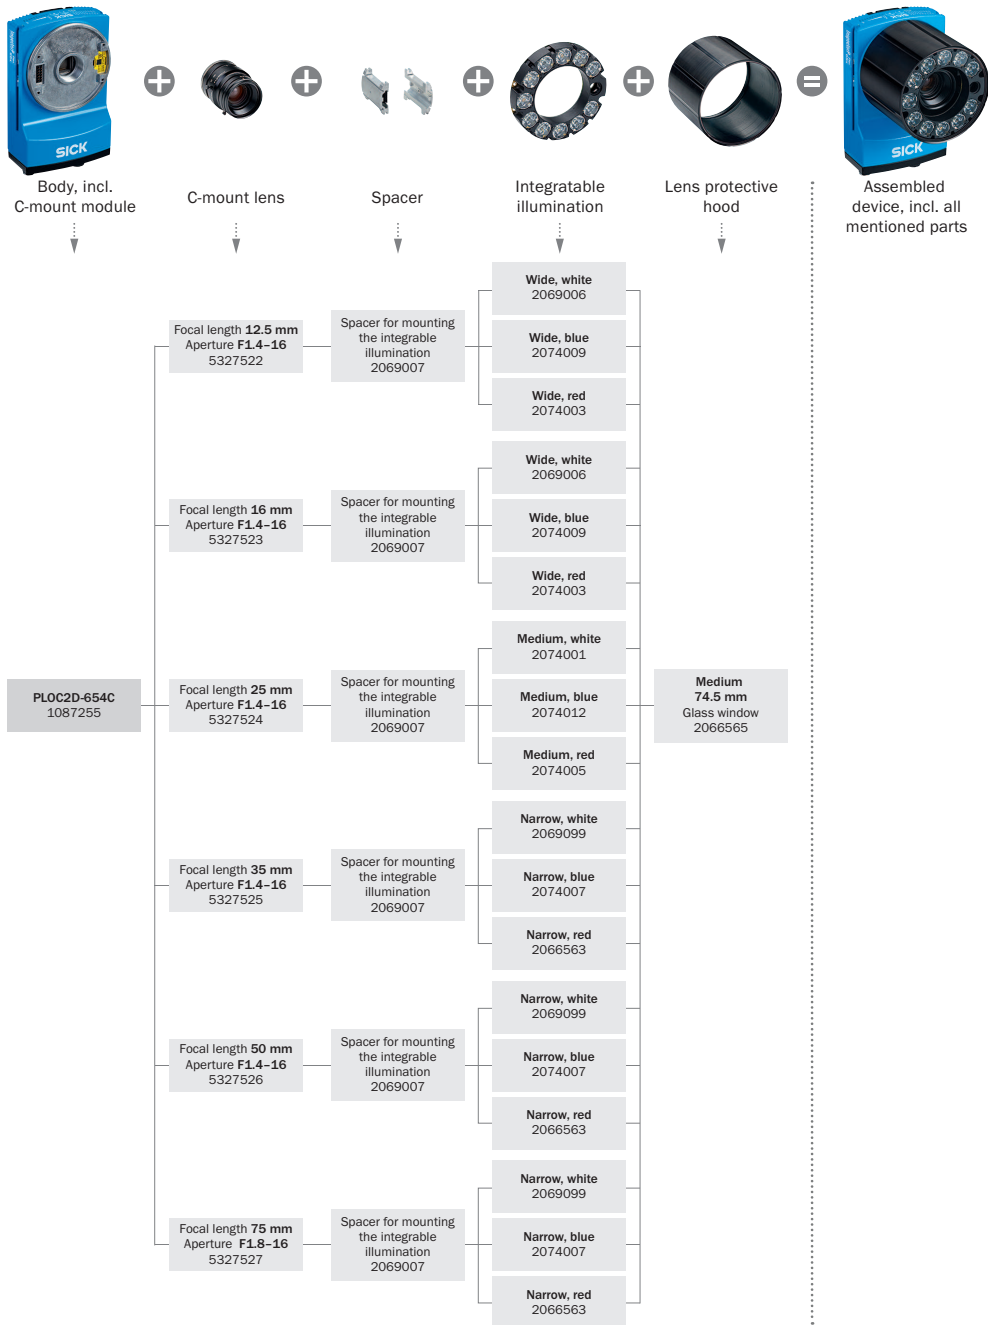 SICK
SICK
Body, incl.
C-mount module
C-mount lens
Spacer
Integratable
illumination
Lens protective
hood
Assembled
device, incl. all
mentioned parts
PLOC2D-654C
1087255
Focal length 12.5 mm
Aperture F1.4–16
5327522
Spacer for mounting
the integrable
illumination
2069007
Wide, white
2069006
Wide, blue
2074009
Wide, red
2074003
Focal length 16 mm
Aperture F1.4–16
5327523
Spacer for mounting
the integrable
illumination
2069007
Wide, white
2069006
Wide, blue
2074009
Wide, red
2074003
Focal length 25 mm
Aperture F1.4–16
5327524
Spacer for mounting
the integrable
illumination
2069007
Medium, white
2074001
Medium, blue
2074012
Medium, red
2074005
Medium
74.5 mm
Glass window
2066565
Focal length 35 mm
Aperture F1.4–16
5327525
Spacer for mounting
the integrable
illumination
2069007
Narrow, white
2069099
Narrow, blue
2074007
Narrow, red
2066563
Focal length 50 mm
Aperture F1.4–16
5327526
Spacer for mounting
the integrable
illumination
2069007
Narrow, white
2069099
Narrow, blue
2074007
Narrow, red
2066563
Focal length 75 mm
Aperture F1.8–16
5327527
Spacer for mounting
the integrable
illumination
2069007
Narrow, white
2069099
Narrow, blue
2074007
Narrow, red
2066563